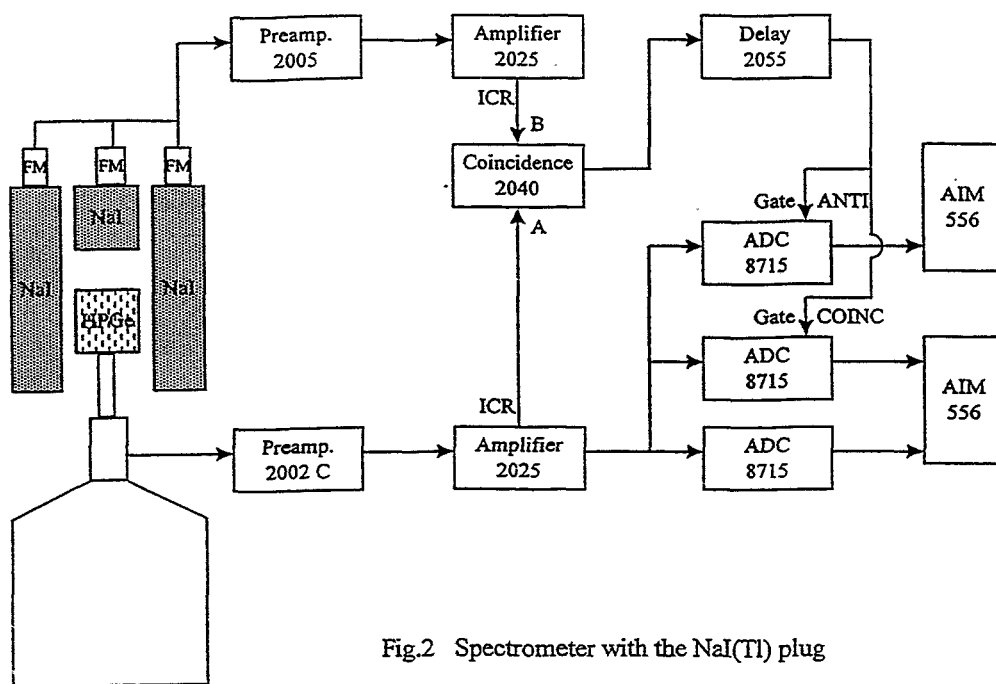 Preamp.
2005
Amplifier
2025
Delay
2055
ICR
B
FM
FM
FM
Coincidence
2040
NaI
A
Gate
ANTI
AIM
556
ADC
8715
NaI
NaI
HPGe
Gate
COINC
ADC
8715
AIM
556
ICR
Preamp.
2002 C
Amplifier
2025
ADC
8715
Fig.2 Spectrometer with the NaI(Tl) plug